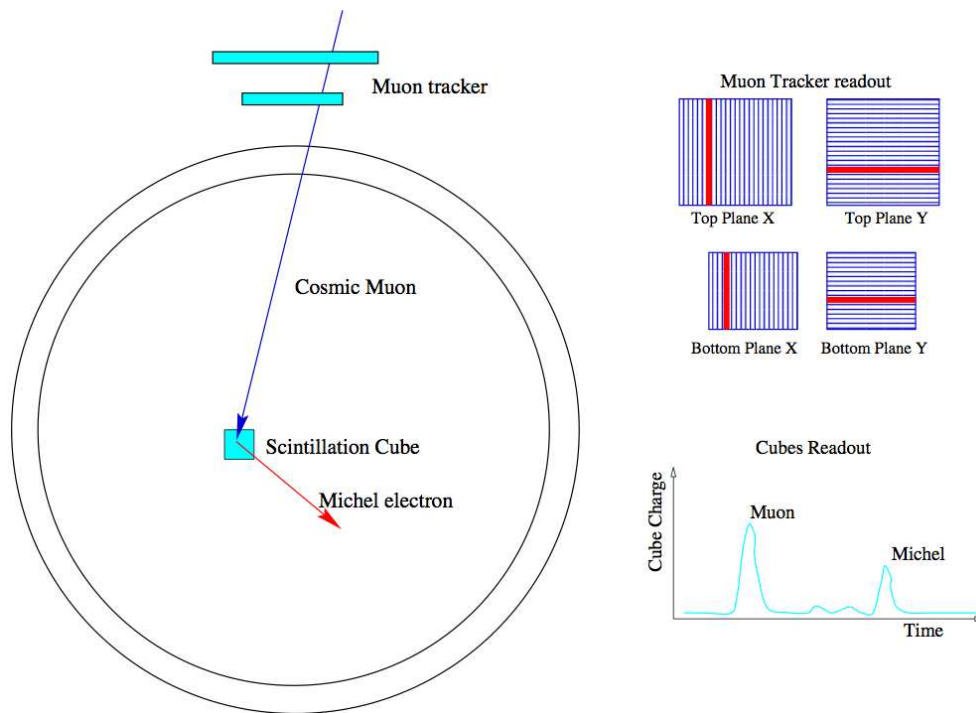 Muon tracker
Cosmic Muon
Scintillation Cube
Michel electron
Muon Tracker readout
Top Plane X
Top Plane Y
Bottom Plane X
Bottom Plane Y
Cubes Readout
Cube Charge
Muon
Michel
Time